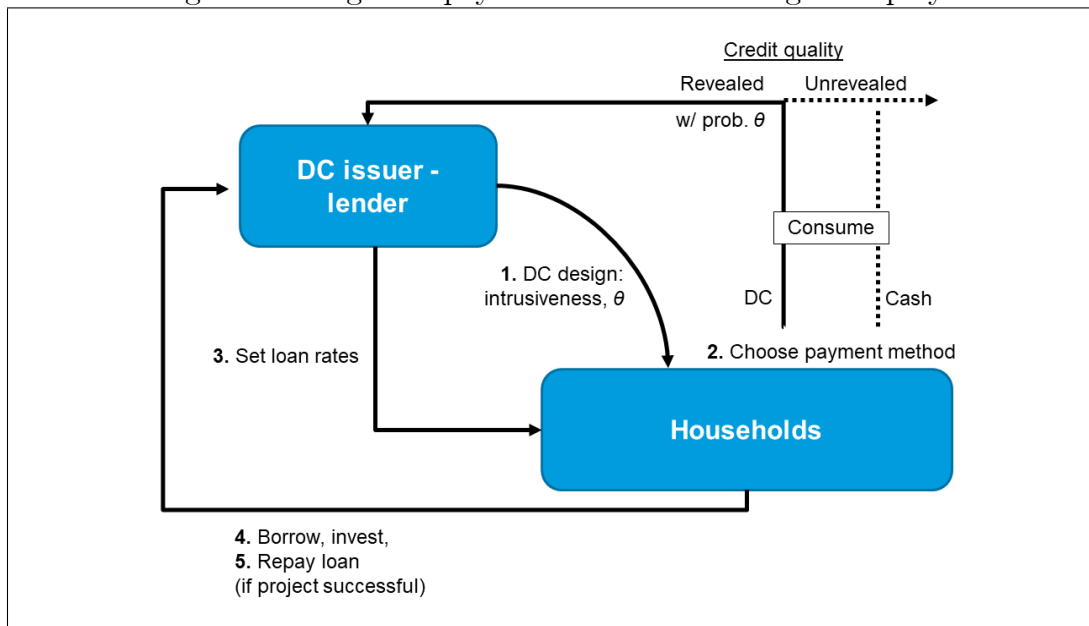 Credit quality
Revealed
Unrevealed
w/ prob. θ
DC issuer -
lender
Consume
1. DC design:
intrusiveness, θ
DC
Cash
3. Set loan rates
2. Choose payment method
Households
4. Borrow, invest,
5. Repay loan
(if project successful)